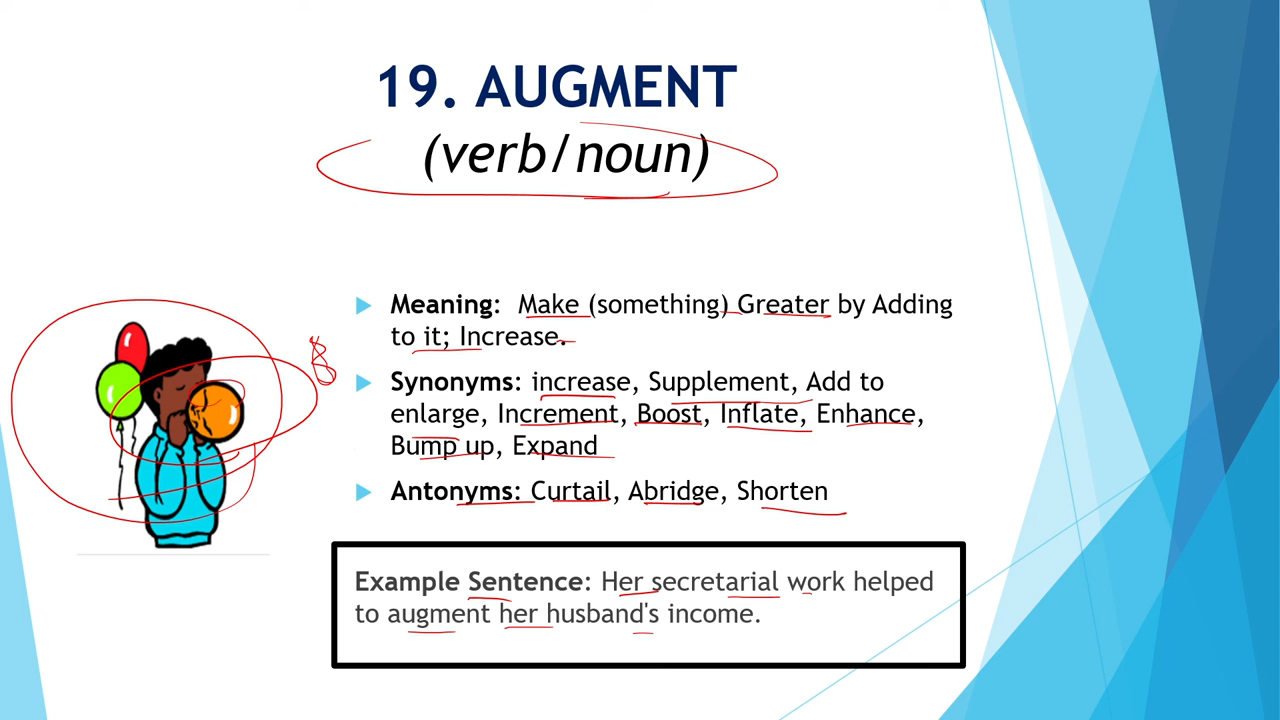 19. AUGMENT
(verb/noun)
Meaning: Make (something) Greater by Adding
to it; Increase.
Synonyms: increase, Supplement, Add to
enlarge, Increment, Boost, Inflate, Enhance,
Bump up, Expand
Antonyms: Curtail, Abridge, Shorten
Example Sentence: Her secretarial work helped
to augment her husband's income.